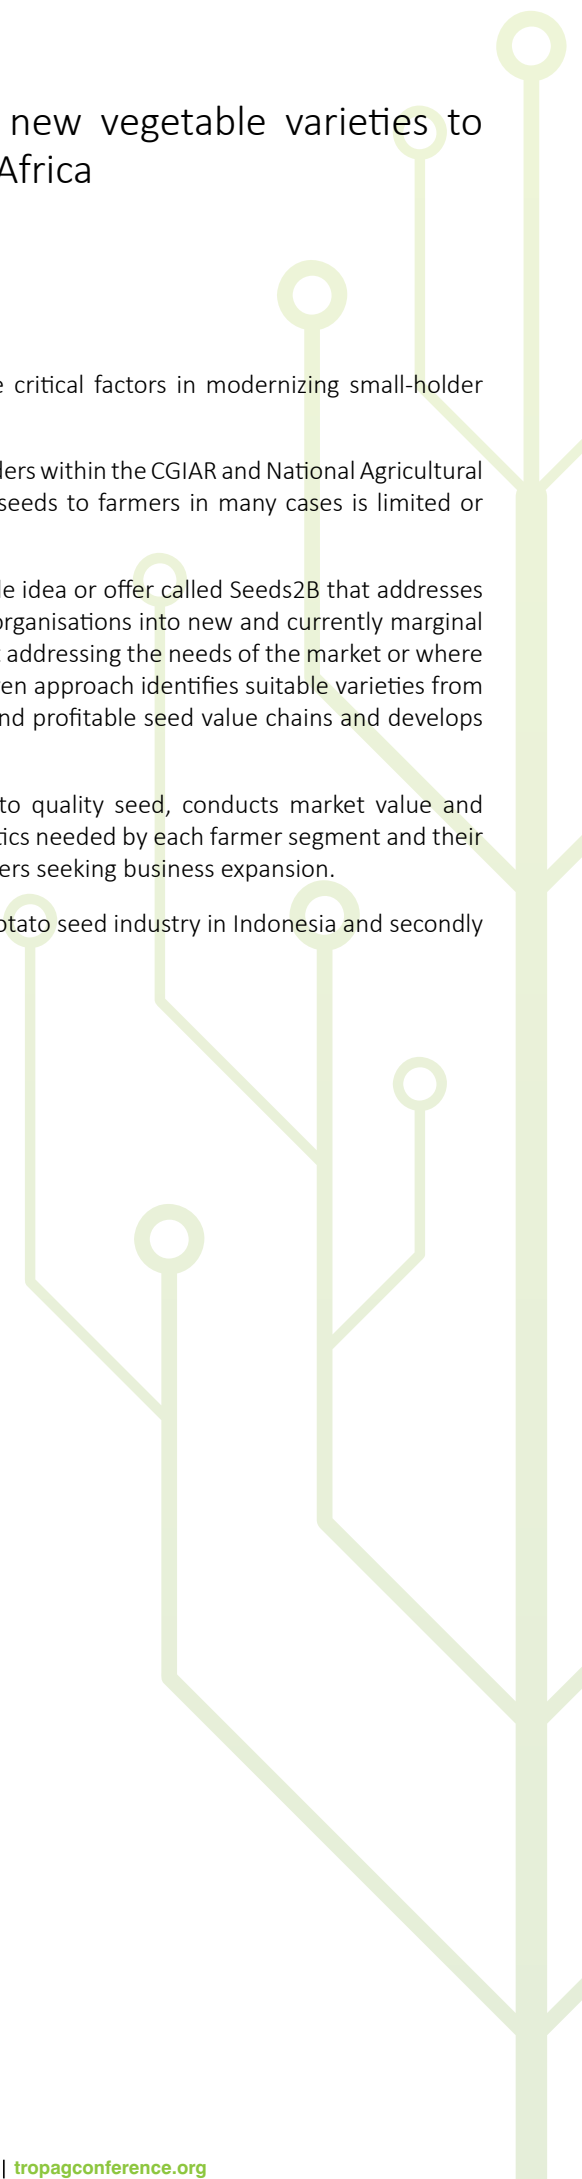 new vegetable varieties to
Africa
critical factors in modernizing small-holder
ders within the CGIAR and National Agricultural
seeds to farmers in many cases is limited or
le idea or offer called Seeds2B that addresses
organisations into new and currently marginal
addressing the needs of the market or where
en approach identifies suitable varieties from
nd profitable seed value chains and develops
to quality seed, conducts market value and
tics needed by each farmer segment and their
ers seeking business expansion.
otato seed industry in Indonesia and secondly
| tropagconference.org